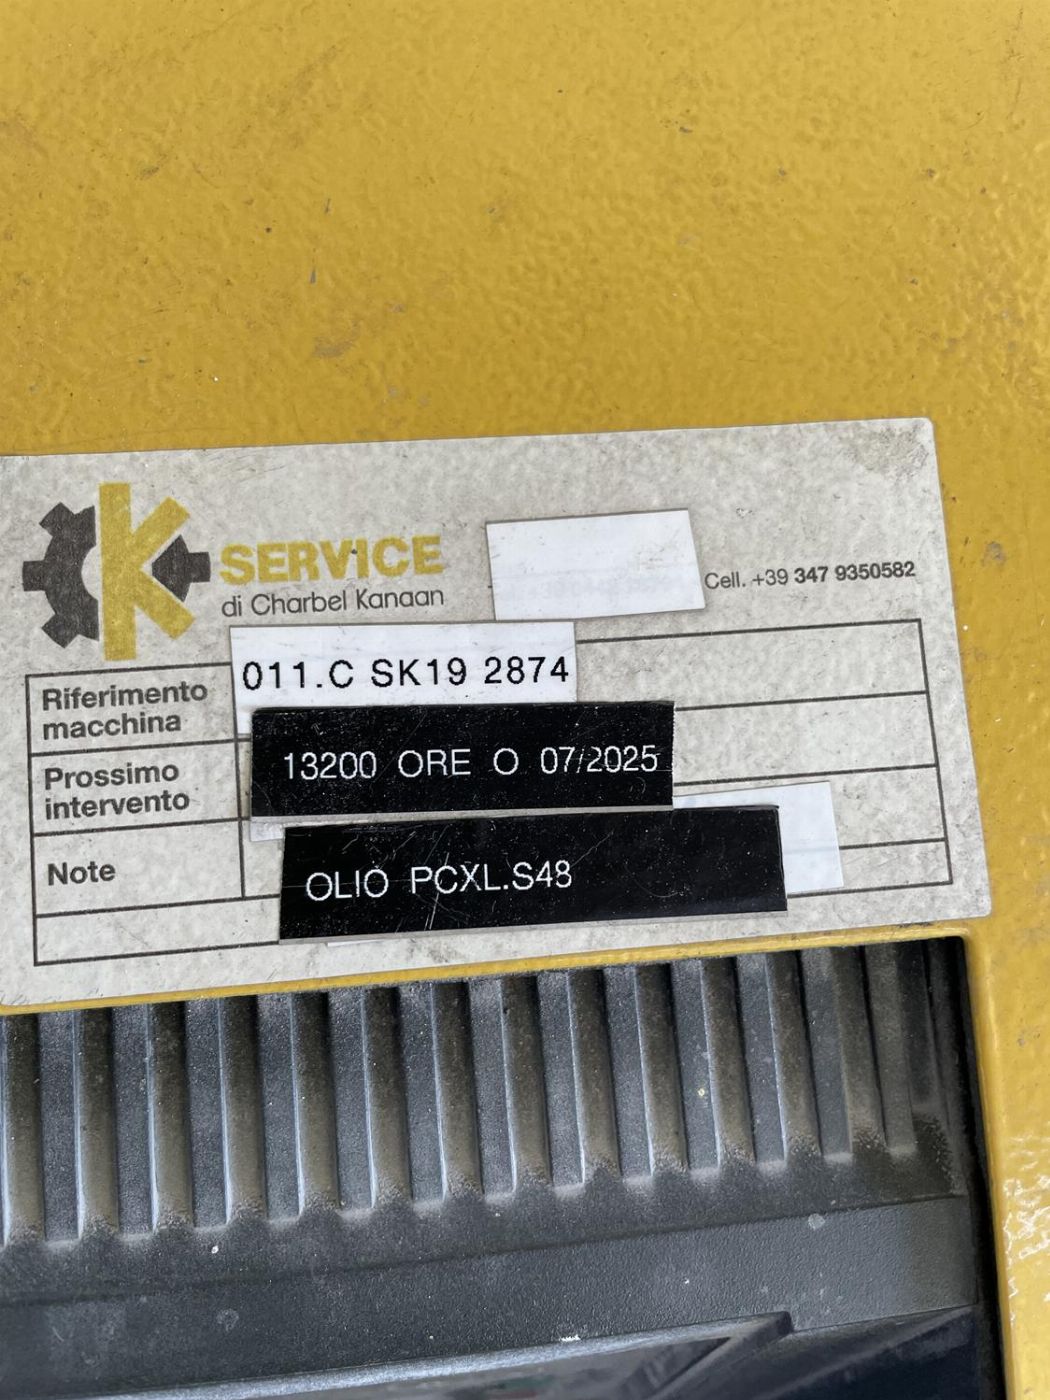 K SERVICE
di Charbel Kanaan
Cell. +39 347 9350582
Riferimento macchina
011.C SK19 2874
Prossimo intervento
13200 ORE O 07/2025
Note
OLIO PCXL.S48